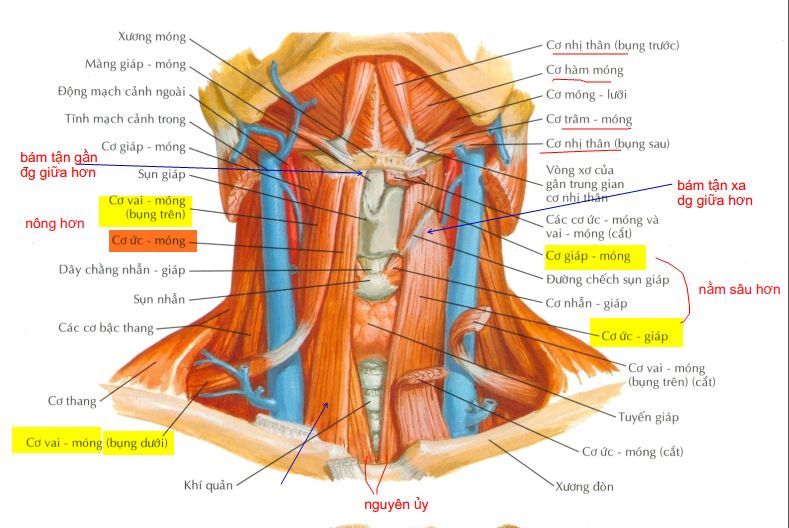 Xương móng
Màng giáp - móng
Động mạch cảnh ngoài
Tĩnh mạch cảnh trong
Cơ giáp - móng
bám tận gần
đg giữa hơn
Sụn giáp
Cơ vai - móng
(bụng trên)
nông hơn
Cơ ức - móng
Dây chằng nhẫn - giáp
Sụn nhẫn
Các cơ bậc thang
Cơ thang
Cơ vai - móng (bụng dưới)
Khí quản
nguyên ủy
Cơ nhị thân (bụng trước)
Cơ hàm móng
Cơ móng - lưỡi
Cơ trâm - móng
Cơ nhị thân (bụng sau)
Vòng xơ của
gân trung gian
cơ nhị thân
bám tận xa
dg giữa hơn
Các cơ ức - móng và
vai - móng (cắt)
Cơ giáp - móng
Đường chếch sụn giáp
nằm sâu hơn
Cơ nhẫn - giáp
Cơ ức - giáp
Cơ vai - móng
(bụng trên) (cắt)
Tuyến giáp
Cơ ức - móng (cắt)
Xương đòn